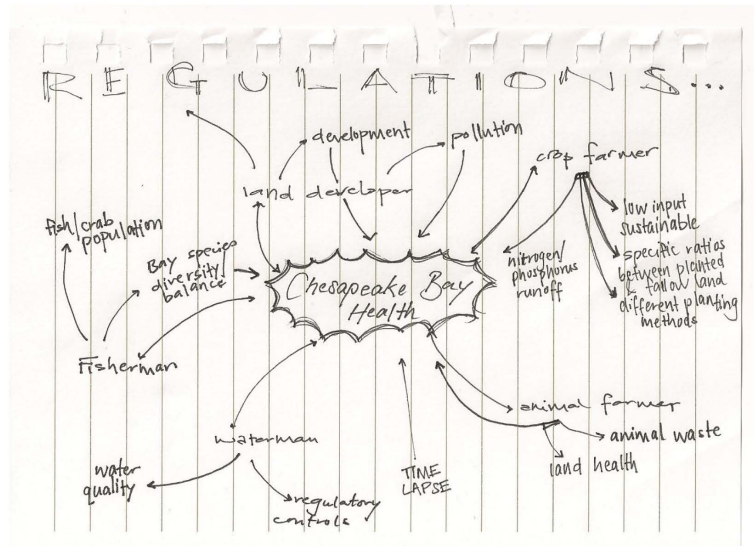 REGULATIONS...
development
pollution
crop farmer
land developer
fish/crab
population
low input
sustainable
Bay species
diversity/
balance
nitrogen/
phosphorus
runoff
specific ratios
between planted
& fallow land
different planting
methods
Chesapeake Bay
Health
Fisherman
animal farmer
waterman
animal waste
land health
water
quality
TIME
LAPSE
regulatory
controls